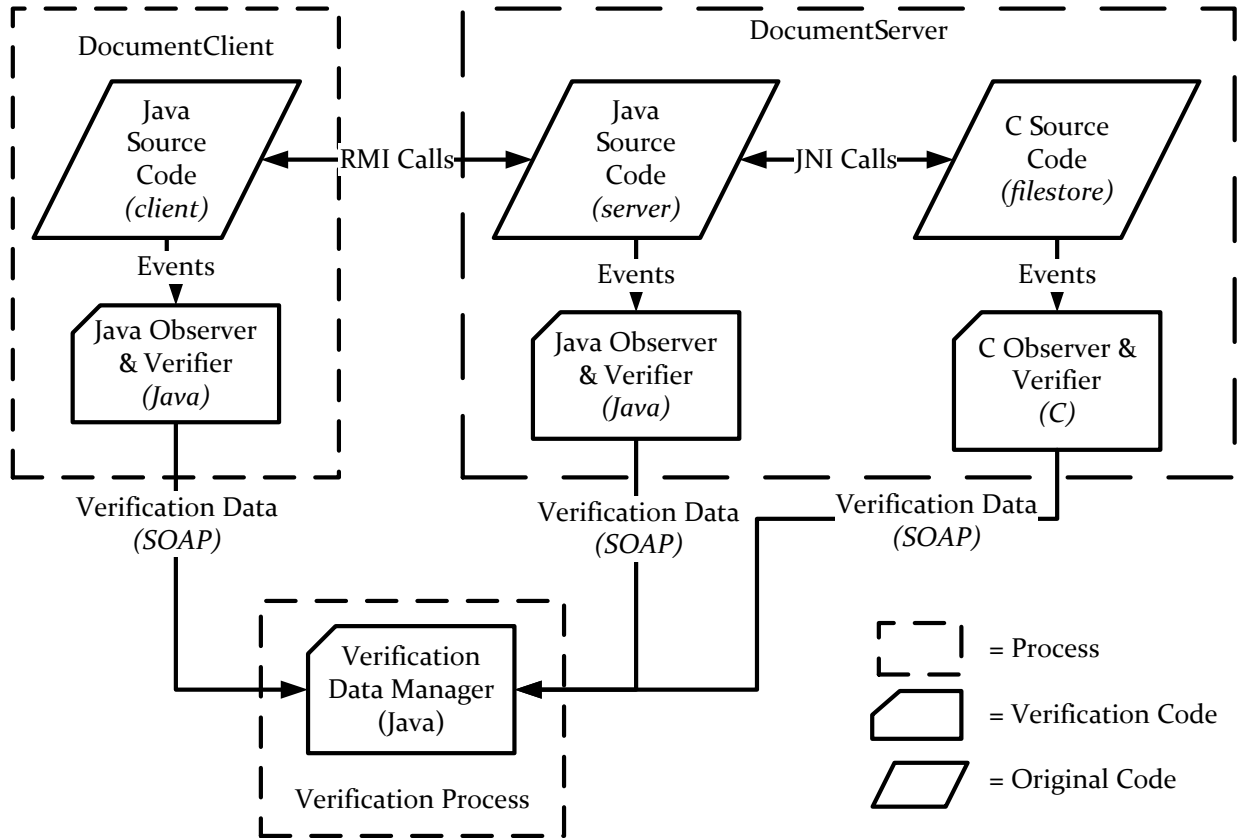 DocumentClient
Java
Source
Code
(client)
RMI Calls
Events
Java Observer
& Verifier
(Java)
DocumentServer
Java
Source
Code
(server)
JNI Calls
C Source
Code
(filestore)
Events
Events
Java Observer
& Verifier
(Java)
C Observer &
Verifier
(C)
Verification Data
(SOAP)
Verification Data
(SOAP)
Verification Data
(SOAP)
Verification
Data Manager
(Java)
Verification Process
= Process
= Verification Code
= Original Code